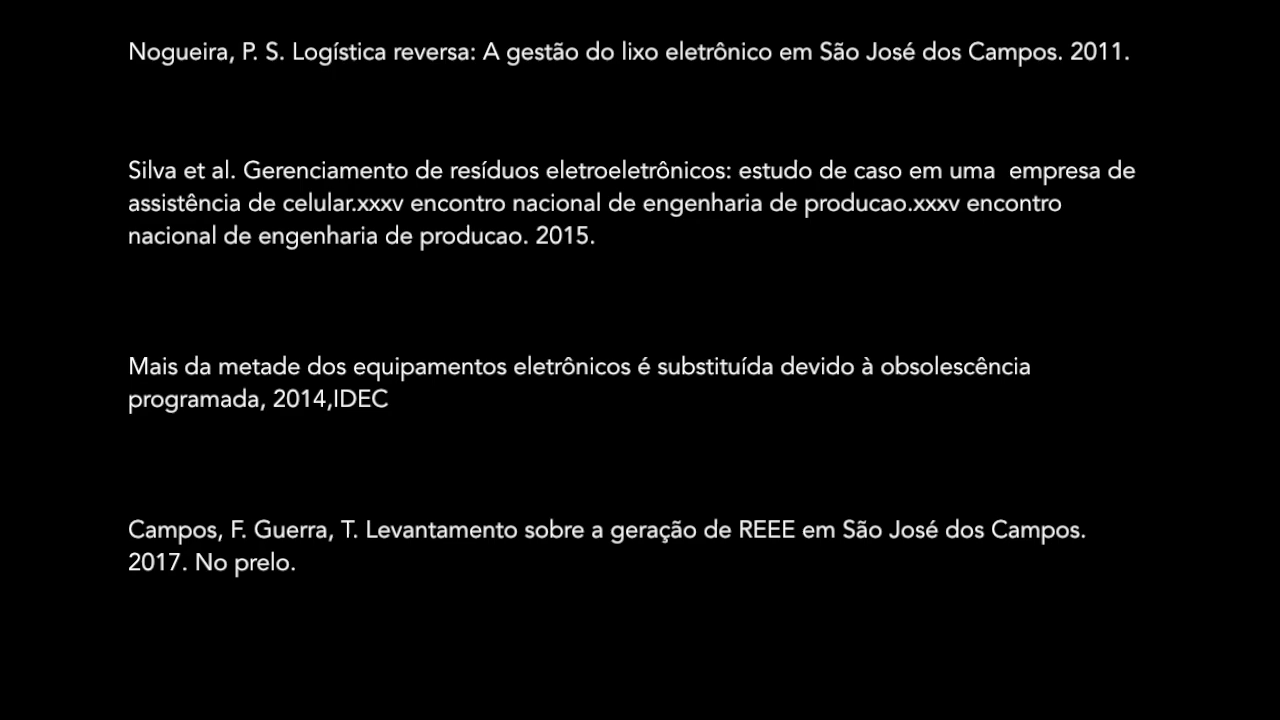 Nogueira, P. S. Logística reversa: A gestão do lixo eletrônico em São José dos Campos. 2011.
Silva et al. Gerenciamento de resíduos eletroeletrônicos: estudo de caso em uma  empresa de
assistência de celular.xxxv encontro nacional de engenharia de producao.xxxv encontro
nacional de engenharia de producao. 2015.
Mais da metade dos equipamentos eletrônicos é substituída devido à obsolescência
programada, 2014,IDEC
Campos, F. Guerra, T. Levantamento sobre a geração de REEE em São José dos Campos.
2017. No prelo.